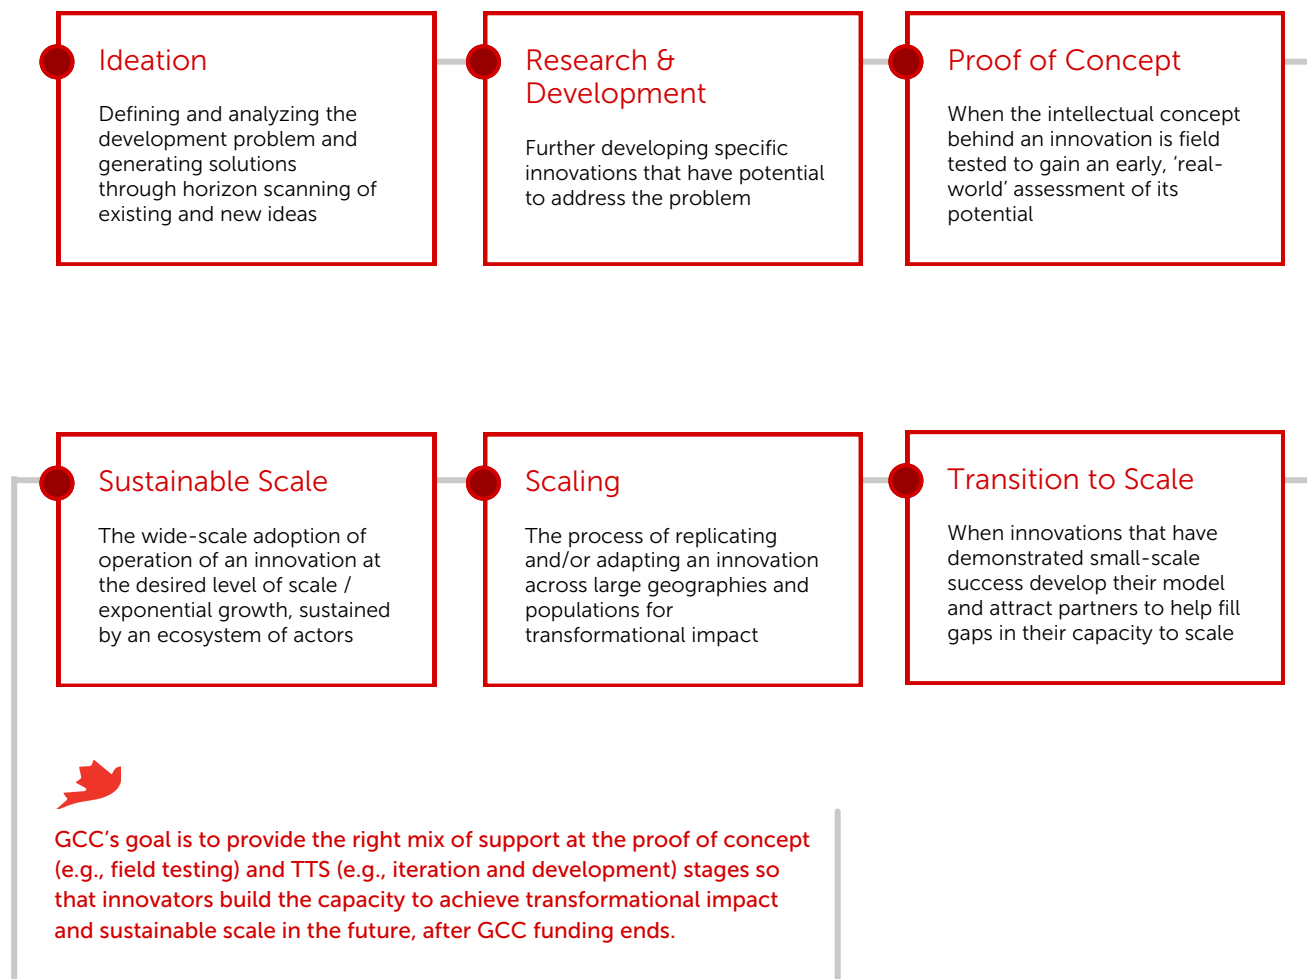 Ideation
Defining and analyzing the
development problem and
generating solutions
through horizon scanning of
existing and new ideas
Research &
Development
Further developing specific
innovations that have potential
to address the problem
Proof of Concept
When the intellectual concept
behind an innovation is field
tested to gain an early, ‘real-
world’ assessment of its
potential
Sustainable Scale
The wide-scale adoption of
operation of an innovation at
the desired level of scale /
exponential growth, sustained
by an ecosystem of actors
Scaling
The process of replicating
and/or adapting an innovation
across large geographies and
populations for
transformational impact
Transition to Scale
When innovations that have
demonstrated small-scale
success develop their model
and attract partners to help fill
gaps in their capacity to scale
GCC’s goal is to provide the right mix of support at the proof of concept
(e.g., field testing) and TTS (e.g., iteration and development) stages so
that innovators build the capacity to achieve transformational impact
and sustainable scale in the future, after GCC funding ends.